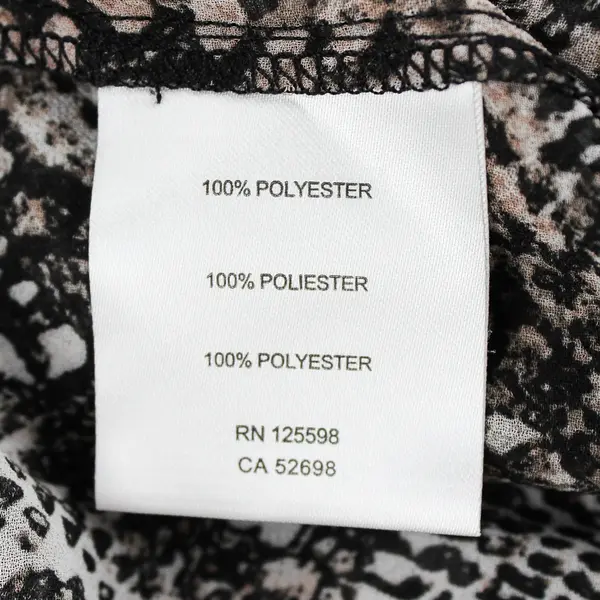 100% POLYESTER
100% POLIESTER
100% POLYESTER
RN 125598
CA 52698